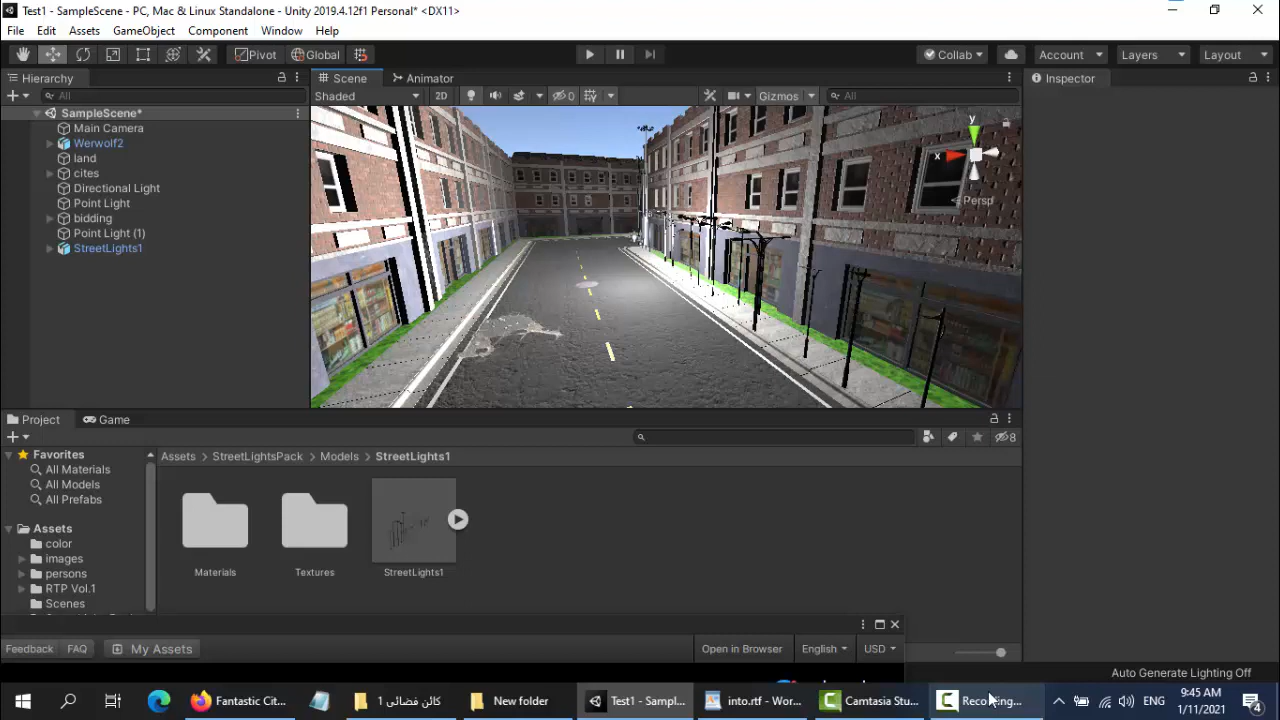 Test1 - SampleScene - PC, Mac & Linux Standalone - Unity 2019.4.12f1 Personal* <DX11>
File Edit Assets GameObject Component Window Help
Pivot Global Collab Account Layers Layout
Hierarchy Scene Animator Inspector
All Shaded 2D 0 Gizmos All
SampleScene*
Main Camera
Werwolf2
land
cites
Directional Light
Point Light
bidding
Point Light (1)
StreetLights1
y
x
Persp
Project Game
8
Favorites
All Materials
All Models
All Prefabs
Assets
color
images
persons
RTP Vol.1
Scenes
Assets StreetLightsPack Models StreetLights1
Materials Textures StreetLights1
Feedback FAQ My Assets Open in Browser English USD
Auto Generate Lighting Off
Fantastic Cit...
كائن فضائى 1
New folder
Test1 - Sampl...
into.rtf - Wor...
Camtasia Stu...
Recording...
ENG
9:45 AM
1/11/2021
4